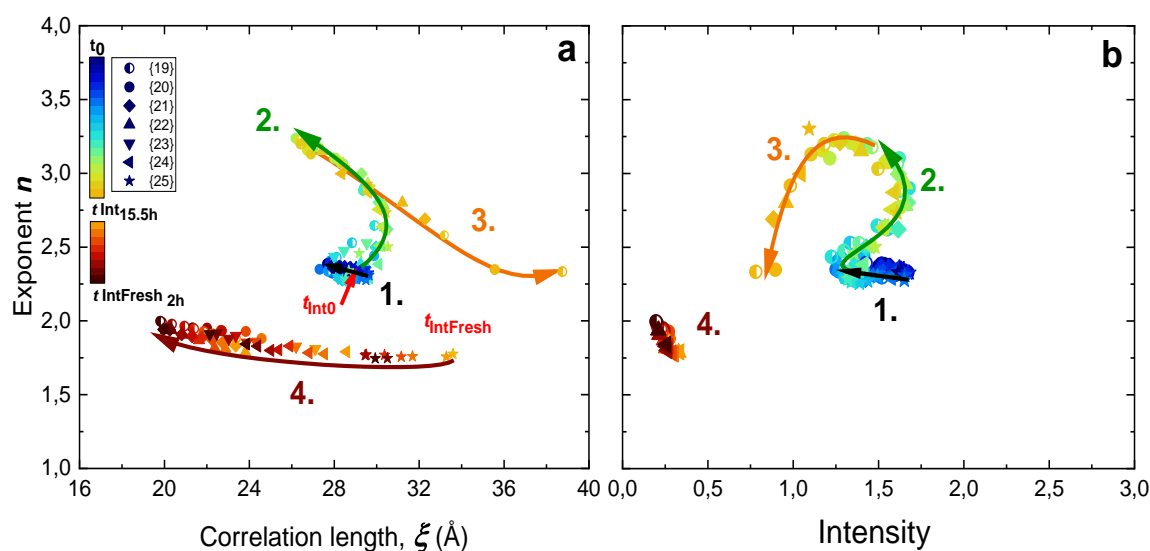 4,0
3,5
3,0
2,5
2,0
1,5
1,0
Exponent n
t0
{19}
{20}
{21}
{22}
{23}
{24}
{25}
t Int15.5h
t IntFresh 2h
a
2.
3.
1.
tInt0
tIntFresh
4.
16 20 24 28 32 36 40
Correlation length, ξ (Å)
b
3.
2.
1.
4.
0,0 0,5 1,0 1,5 2,0 2,5 3,0
Intensity